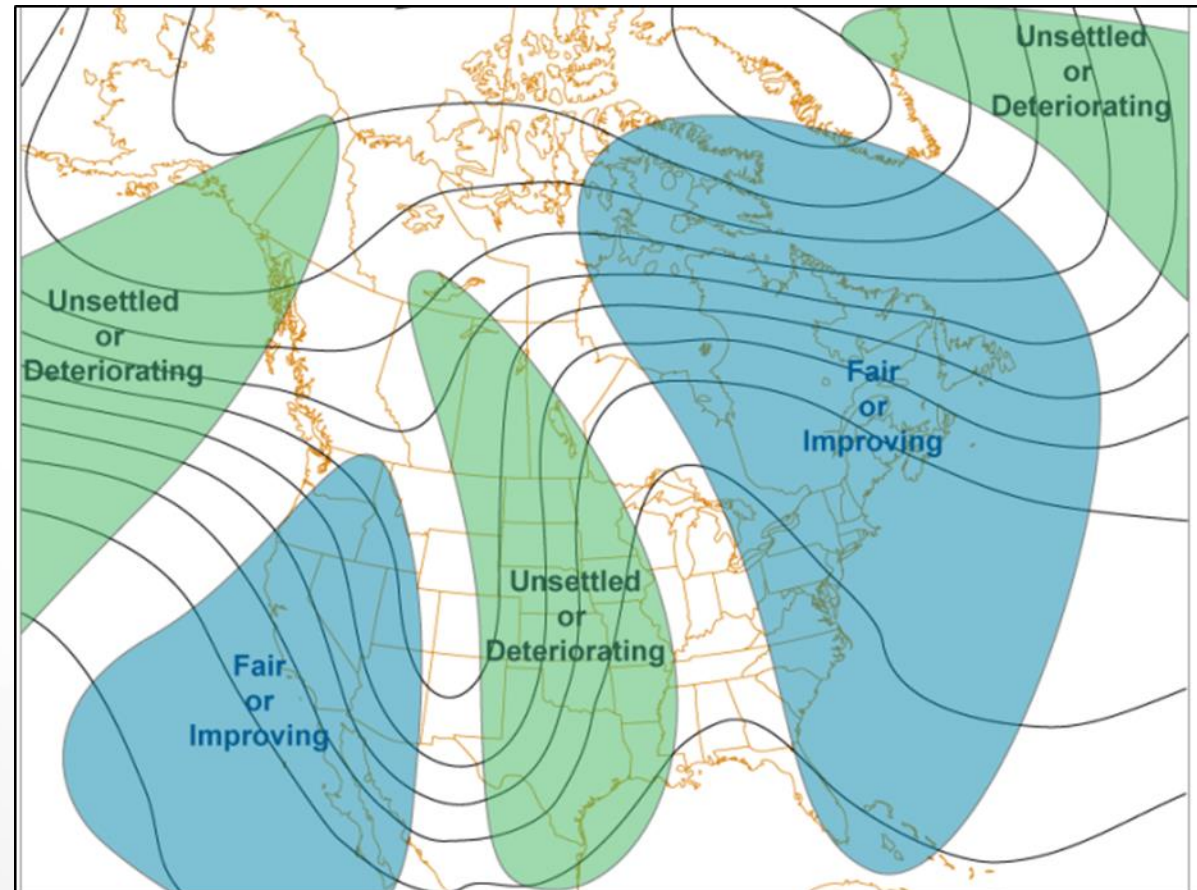 Unsettled
or
Deteriorating
Unsettled
or
Deteriorating
Fair
or
Improving
Unsettled
or
Deteriorating
Fair
or
Improving